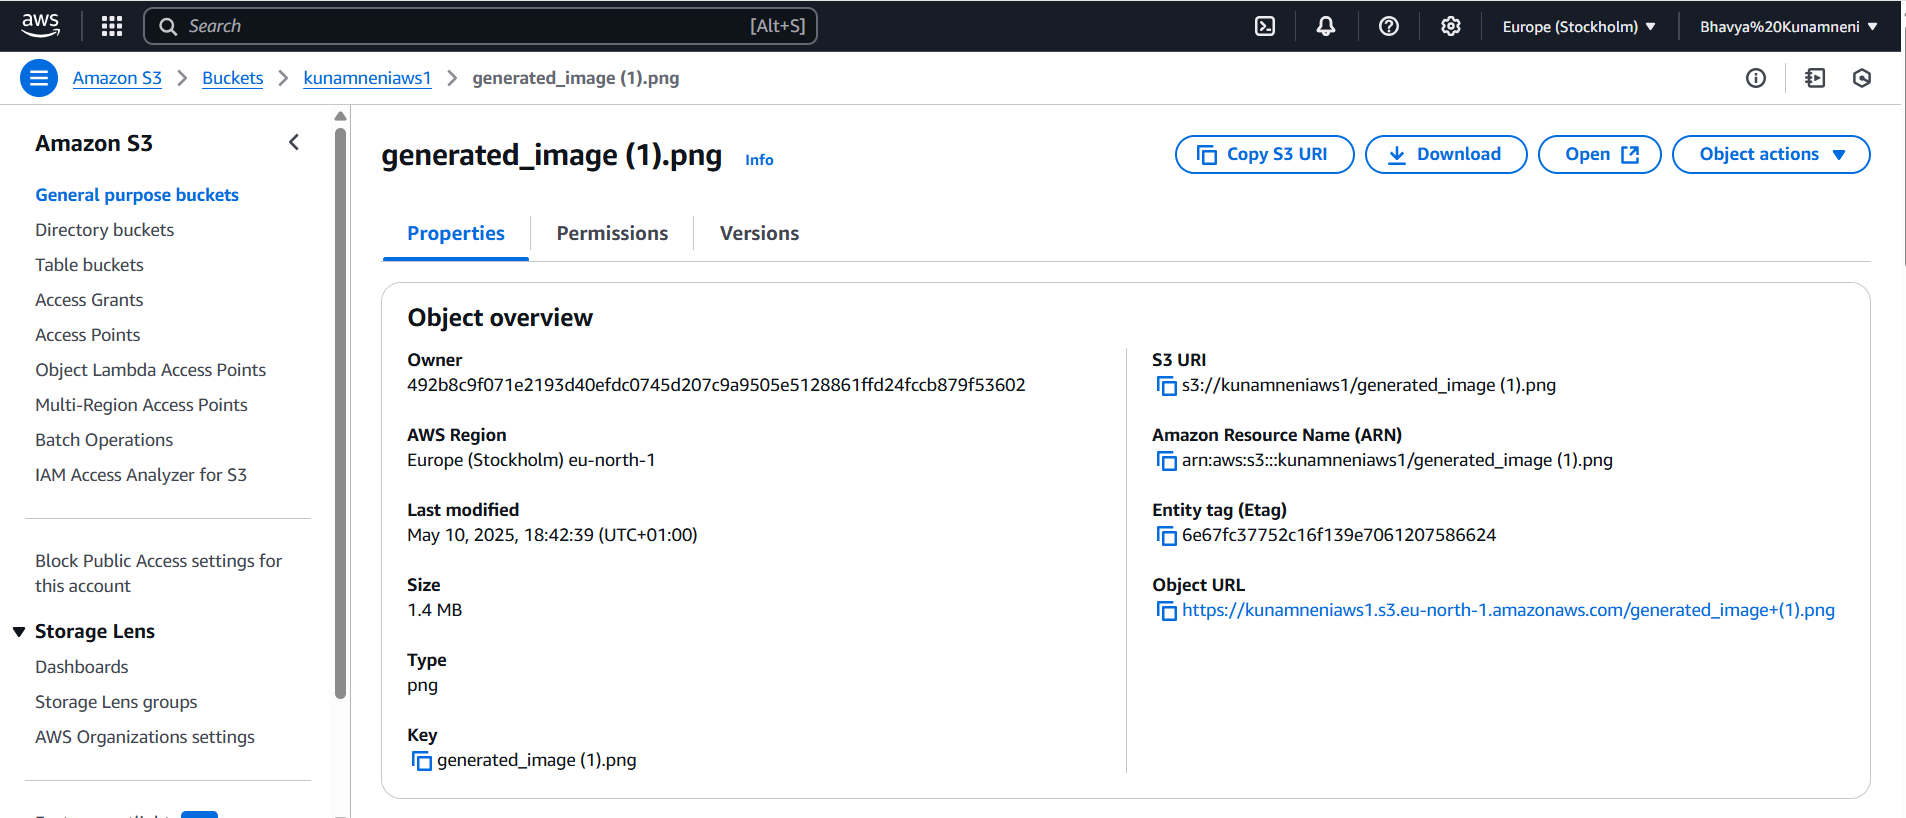 aws
Search [Alt+S]
Europe (Stockholm)
Bhavya%20Kunamneni
Amazon S3 > Buckets > kunamneniaws1 > generated_image (1).png
Amazon S3
General purpose buckets
Directory buckets
Table buckets
Access Grants
Access Points
Object Lambda Access Points
Multi-Region Access Points
Batch Operations
IAM Access Analyzer for S3
Block Public Access settings for
this account
Storage Lens
Dashboards
Storage Lens groups
AWS Organizations settings
generated_image (1).png Info
Copy S3 URI
Download
Open
Object actions
Properties
Permissions
Versions
Object overview
Owner
492b8c9f071e2193d40efdc0745d207c9a9505e5128861ffd24fccb879f53602
AWS Region
Europe (Stockholm) eu-north-1
Last modified
May 10, 2025, 18:42:39 (UTC+01:00)
Size
1.4 MB
Type
png
Key
generated_image (1).png
S3 URI
s3://kunamneniaws1/generated_image (1).png
Amazon Resource Name (ARN)
arn:aws:s3:::kunamneniaws1/generated_image (1).png
Entity tag (Etag)
6e67fc37752c16f139e7061207586624
Object URL
https://kunamneniaws1.s3.eu-north-1.amazonaws.com/generated_image+(1).png